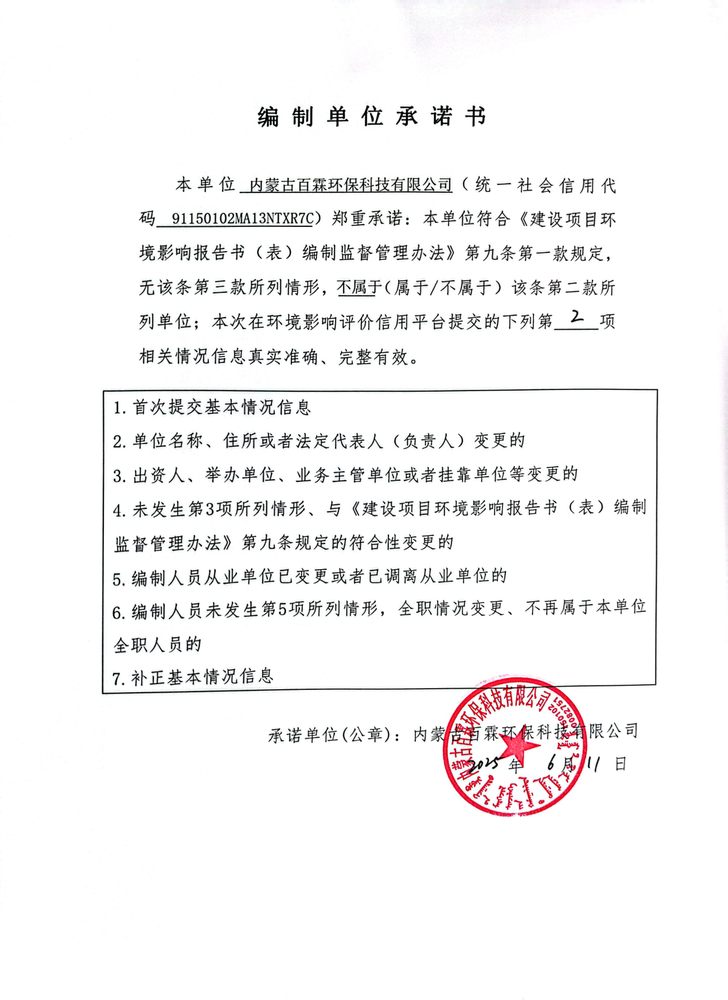 编制单位承诺书
本单位 内蒙古百霖环保科技有限公司（统一社会信用代
码 91150102MA13NTXR7C）郑重承诺：本单位符合《建设项目环
境影响报告书（表）编制监督管理办法》第九条第一款规定，
无该条第三款所列情形，不属于（属于/不属于）该条第二款所
列单位；本次在环境影响评价信用平台提交的下列第 2 项
相关情况信息真实准确、完整有效。
1. 首次提交基本情况信息
2. 单位名称、住所或者法定代表人（负责人）变更的
3. 出资人、举办单位、业务主管单位或者挂靠单位等变更的
4. 未发生第3项所列情形、与《建设项目环境影响报告书（表）编制
监督管理办法》第九条规定的符合性变更的
5. 编制人员从业单位已变更或者已调离从业单位的
6. 编制人员未发生第5项所列情形，全职情况变更、不再属于本单位
全职人员的
7. 补正基本情况信息
承诺单位(公章)：内蒙古百霖环保科技有限公司
2025年 6月11日
内蒙古百霖环保科技有限公司